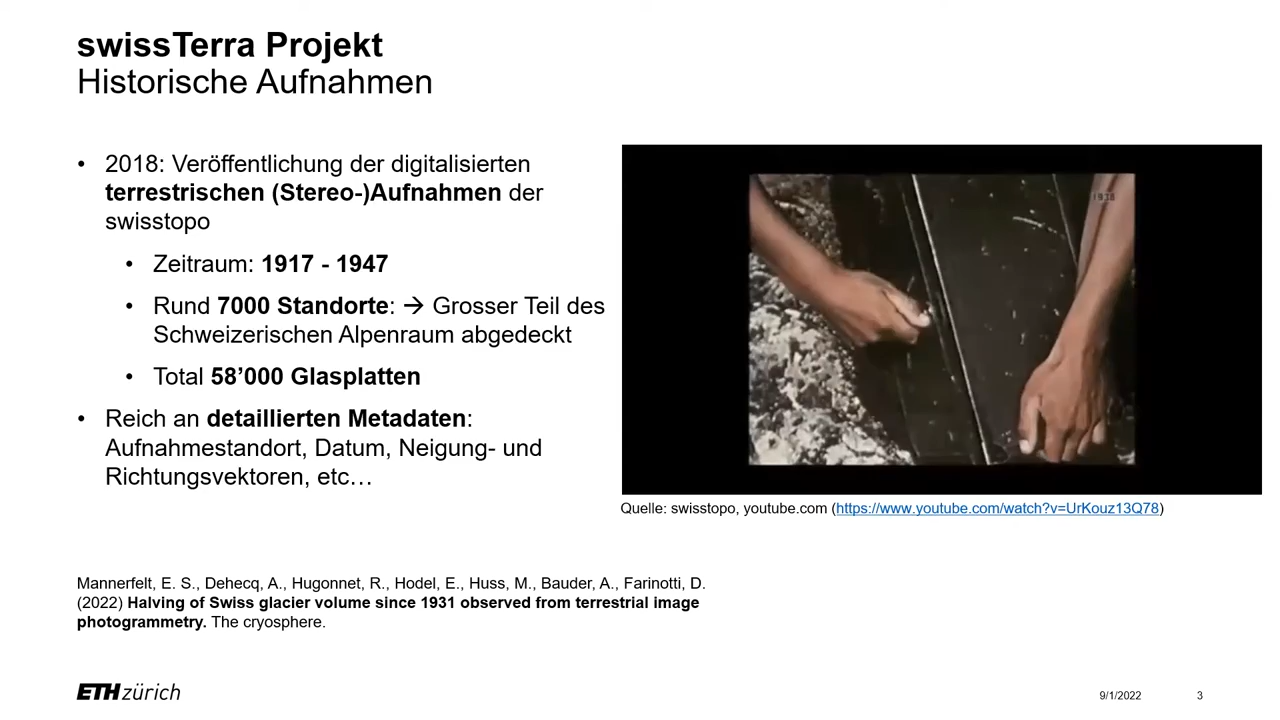 swissTerra Projekt
Historische Aufnahmen
• 2018: Veröffentlichung der digitalisierten
terrestrischen (Stereo-)Aufnahmen der
swisstopo
• Zeitraum: 1917 - 1947
• Rund 7000 Standorte: → Grosser Teil des
Schweizerischen Alpenraum abgedeckt
• Total 58’000 Glasplatten
• Reich an detaillierten Metadaten:
Aufnahmestandort, Datum, Neigung- und
Richtungsvektoren, etc…
1938
Quelle: swisstopo, youtube.com (https://www.youtube.com/watch?v=UrKouz13Q78)
Mannerfelt, E. S., Dehecq, A., Hugonnet, R., Hodel, E., Huss, M., Bauder, A., Farinotti, D.
(2022) Halving of Swiss glacier volume since 1931 observed from terrestrial image
photogrammetry. The cryosphere.
ETH zürich
9/1/2022
3